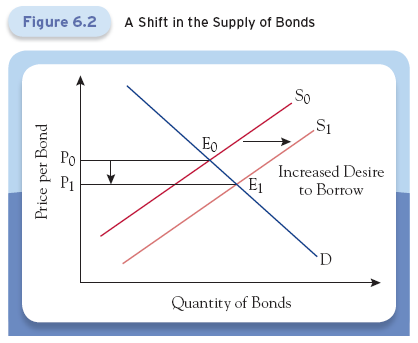 Figure 6.2 A Shift in the Supply of Bonds
S0
S1
E0
Price per Bond
P0
P1
E1
Increased Desire
to Borrow
D
Quantity of Bonds